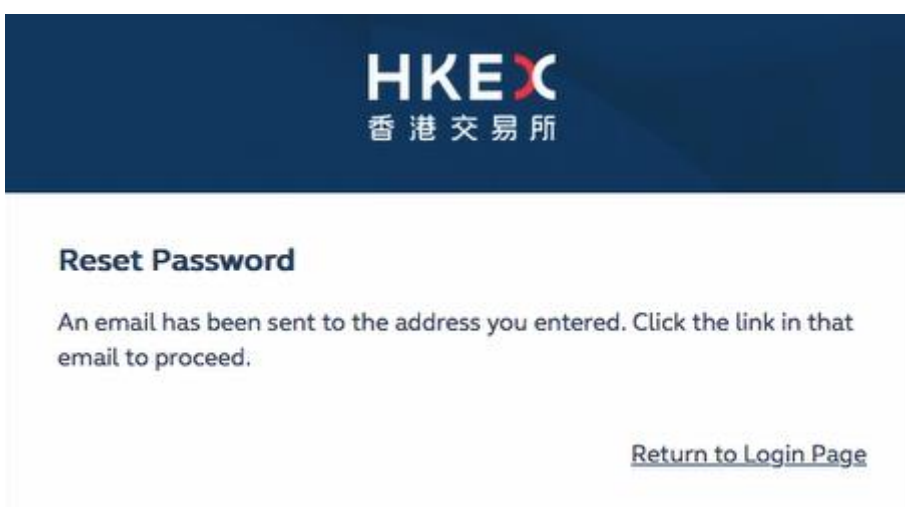 HKEX
香港交易所
Reset Password
An email has been sent to the address you entered. Click the link in that
email to proceed.
Return to Login Page